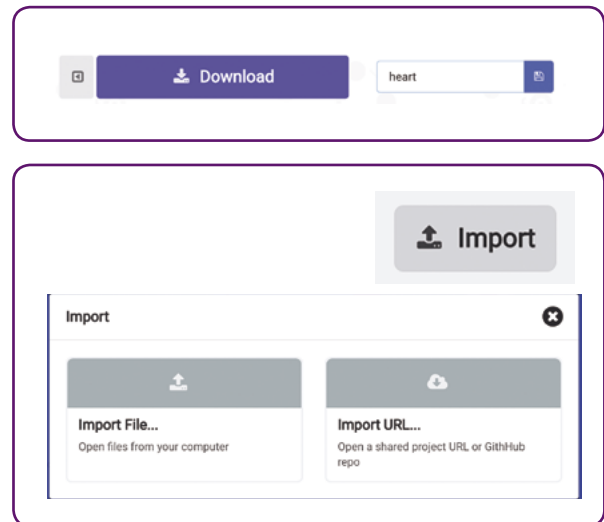 Download
heart
Import
Import
Import File...
Open files from your computer
Import URL...
Open a shared project URL or GithHub
repo